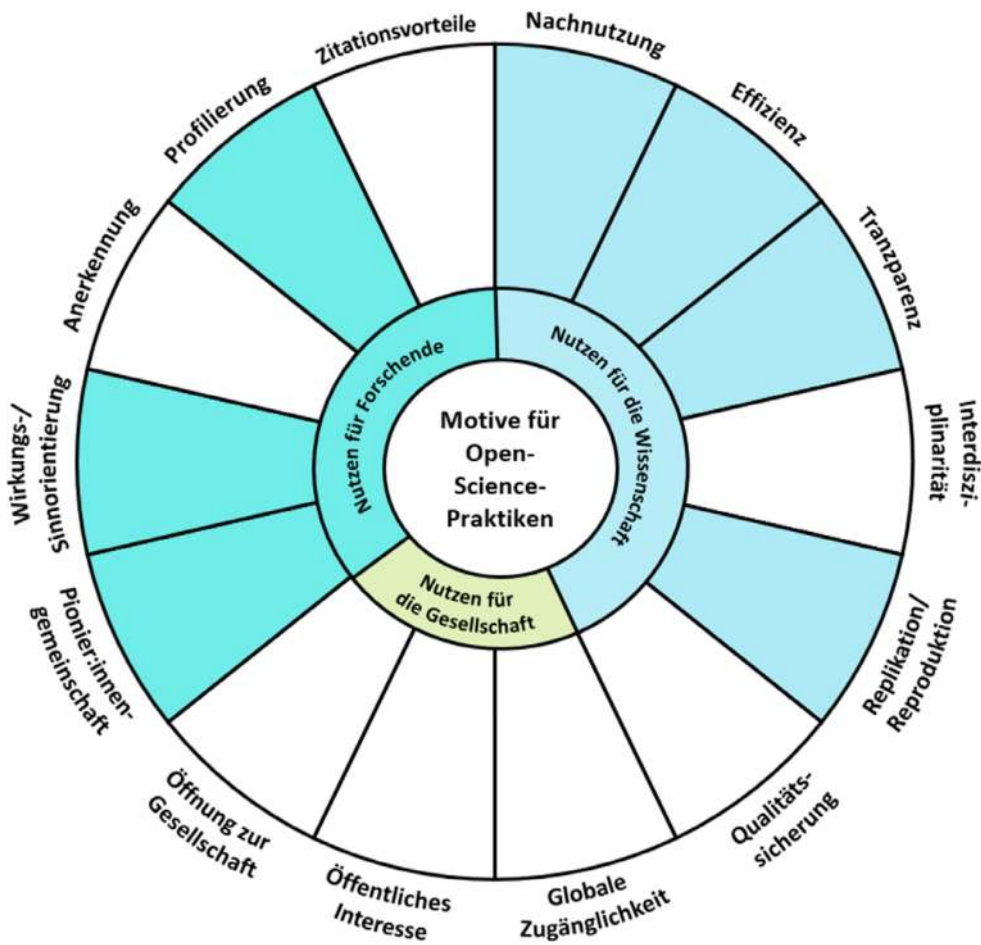 Nachnutzung
Effizienz
Tranzparenz
Interdiszi-
plinarität
Replikation/
Reproduktion
Qualitäts-
sicherung
Globale
Zugänglichkeit
Öffentliches
Interesse
Öffnung zur
Gesellschaft
Pionier:innen-
gemeinschaft
Wirkungs-/
Sinnorientierung
Anerkennung
Profilierung
Zitationsvorteile
Nutzen für die Wissenschaft
Nutzen für
die Gesellschaft
Nutzen für Forschende
Motive für
Open-
Science-
Praktiken